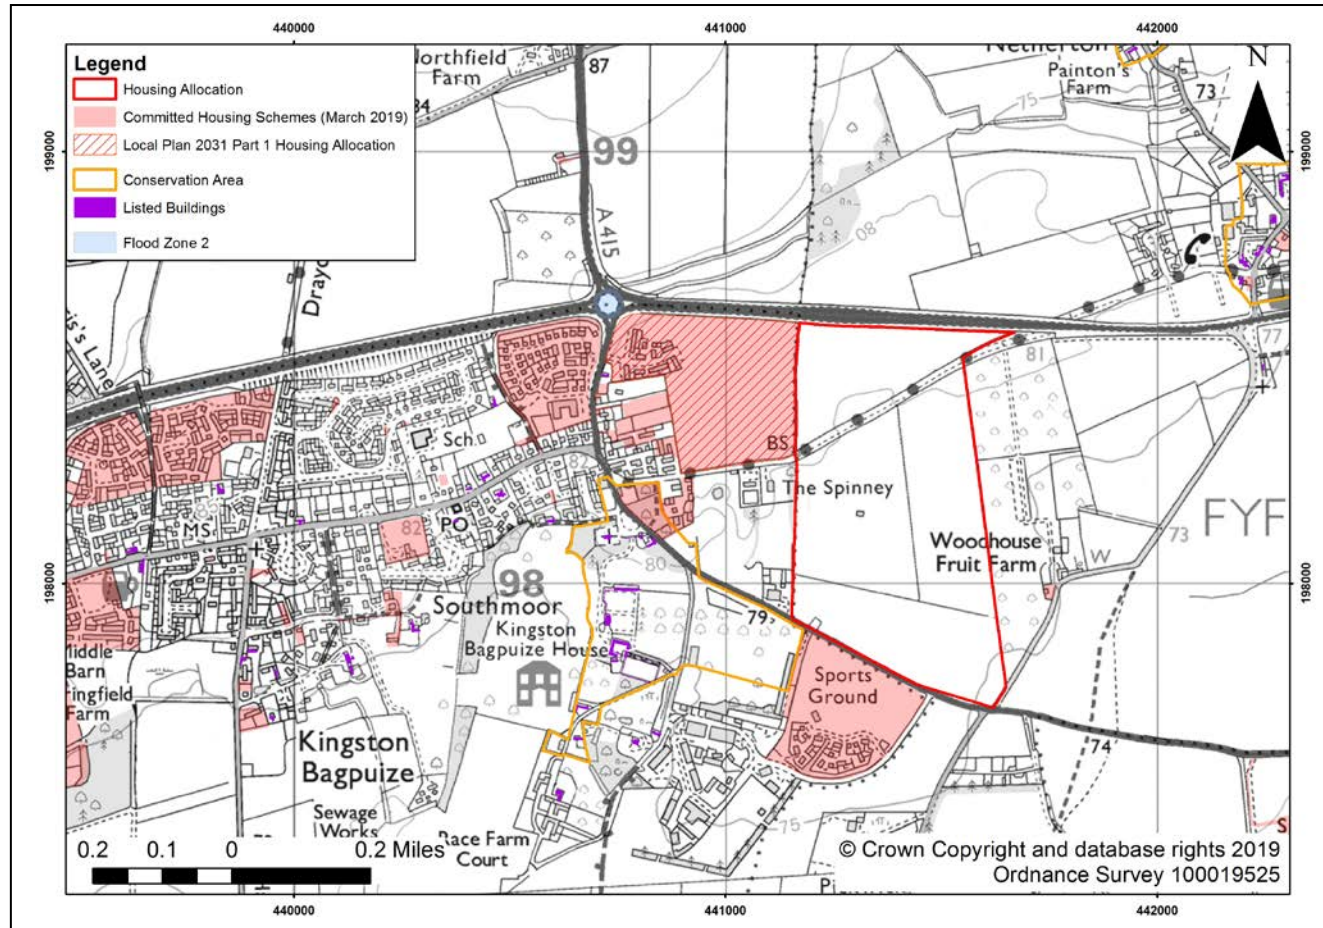 440000
441000
442000
Legend
Housing Allocation
Committed Housing Schemes (March 2019)
Local Plan 2031 Part 1 Housing Allocation
Conservation Area
Listed Buildings
Flood Zone 2
Farm
87
84
Netherton
Painton's
Farm
N
75
73
199000
99
199000
A 415
80
77
81
BS
Sch
The Spinney
PO
MS
82
85
FYF
73
W
Woodhouse
Fruit Farm
198000
98
80
79
198000
Southmoor
Kingston
Bagpuize House
Sports
Ground
Barn
Farm
Kingston
Bagpuize
74
Sewage
Works
75
Race Farm
Court
0.2 0.1 0 0.2 Miles
© Crown Copyright and database rights 2019
Ordnance Survey 100019525
440000
441000
442000